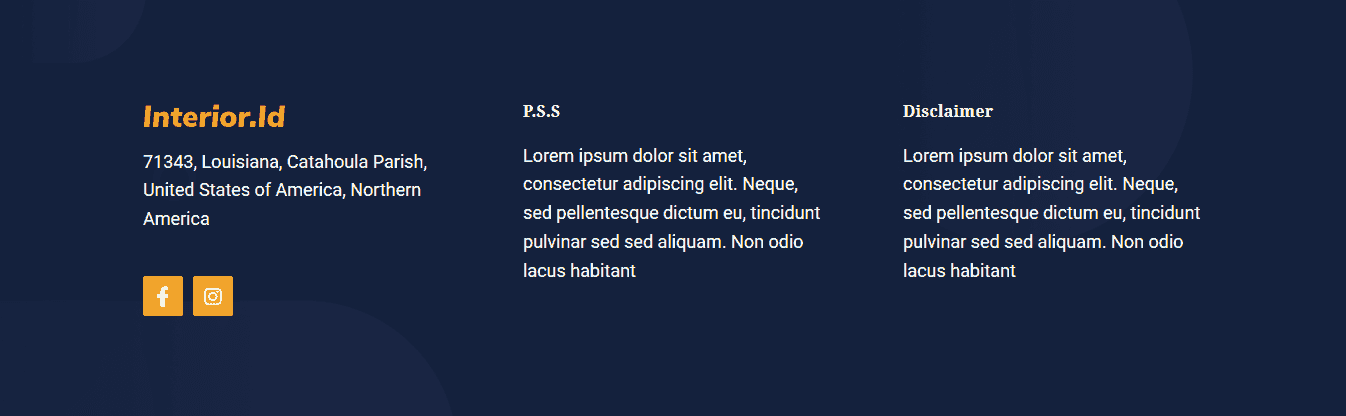 Interior.Id
71343, Louisiana, Catahoula Parish,
United States of America, Northern
America
P.S.S
Lorem ipsum dolor sit amet,
consectetur adipiscing elit. Neque,
sed pellentesque dictum eu, tincidunt
pulvinar sed sed aliquam. Non odio
lacus habitant
Disclaimer
Lorem ipsum dolor sit amet,
consectetur adipiscing elit. Neque,
sed pellentesque dictum eu, tincidunt
pulvinar sed sed aliquam. Non odio
lacus habitant